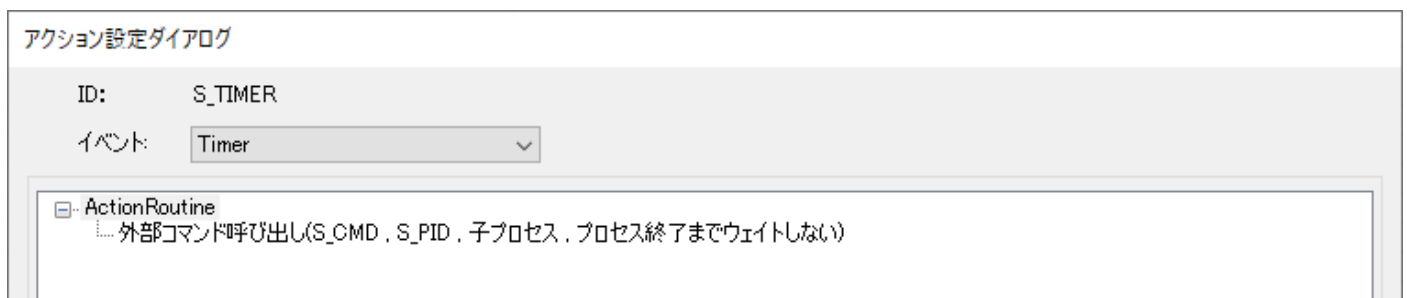 アクション設定ダイアログ
ID: S_TIMER
イベント: Timer
ActionRoutine
外部コマンド呼び出し(S_CMD , S_PID , 子プロセス , プロセス終了までウェイトしない)